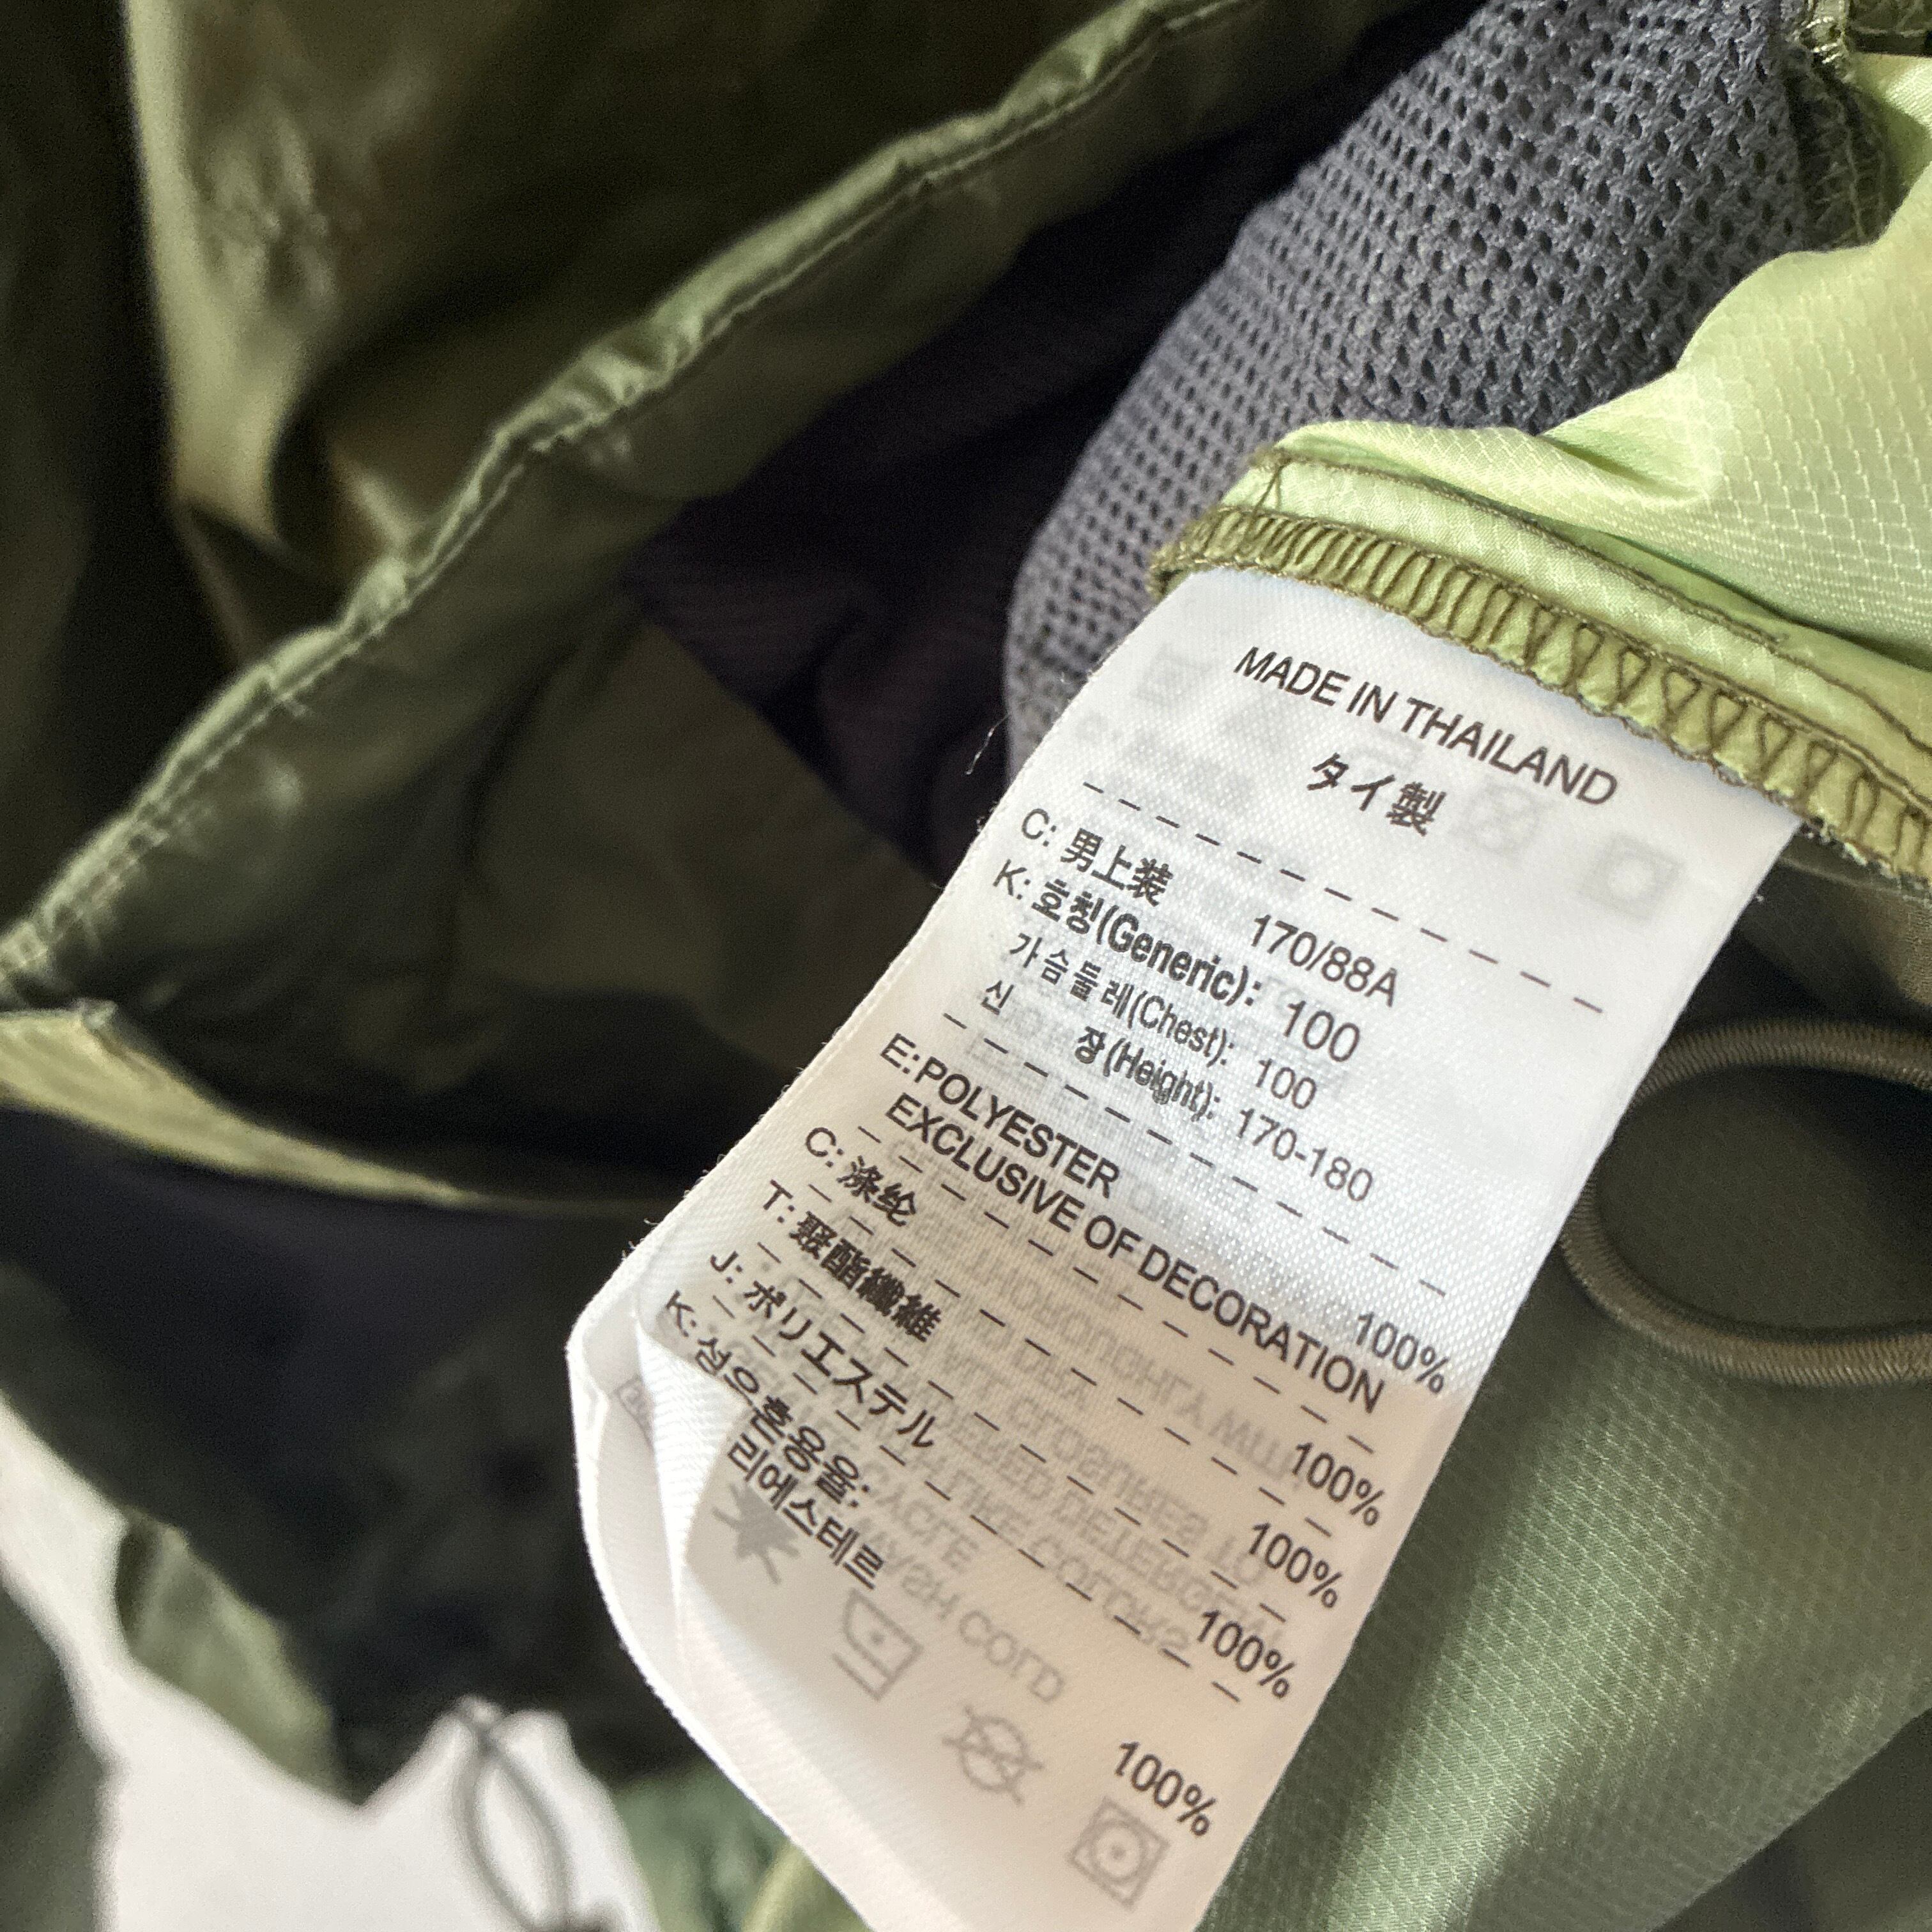 MADE IN THAILAND
タイ製
C: 男上装 170/88A
K: 호칭(Generic): 100
가슴둘레(Chest): 100
신 장(Height): 170-180
E: POLYESTER 100%
EXCLUSIVE OF DECORATION
C: 涤纶 100%
T: 聚酯纖維 100%
J: ポリエステル 100%
K: 섬유혼용율;
리에스테르 100%
WASH COLD
CYCLE